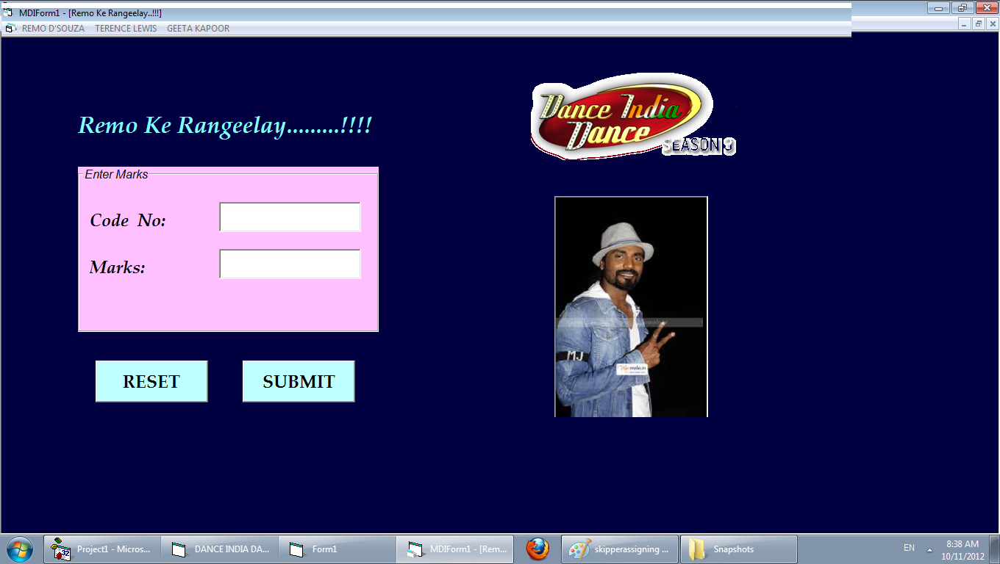 MDIForm1 - [Remo Ke Rangeelay..!!!]
REMO D'SOUZA TERENCE LEWIS GEETA KAPOOR
Dance India
Dance
SEASON 3
Remo Ke Rangeelay.........!!!!
Enter Marks
Code No:
Marks:
RESET SUBMIT
MJ
Project1 - Micros... DANCE INDIA DA... Form1 MDIForm1 - [Rem... skipperassigning ... Snapshots EN 8:38 AM
10/11/2012